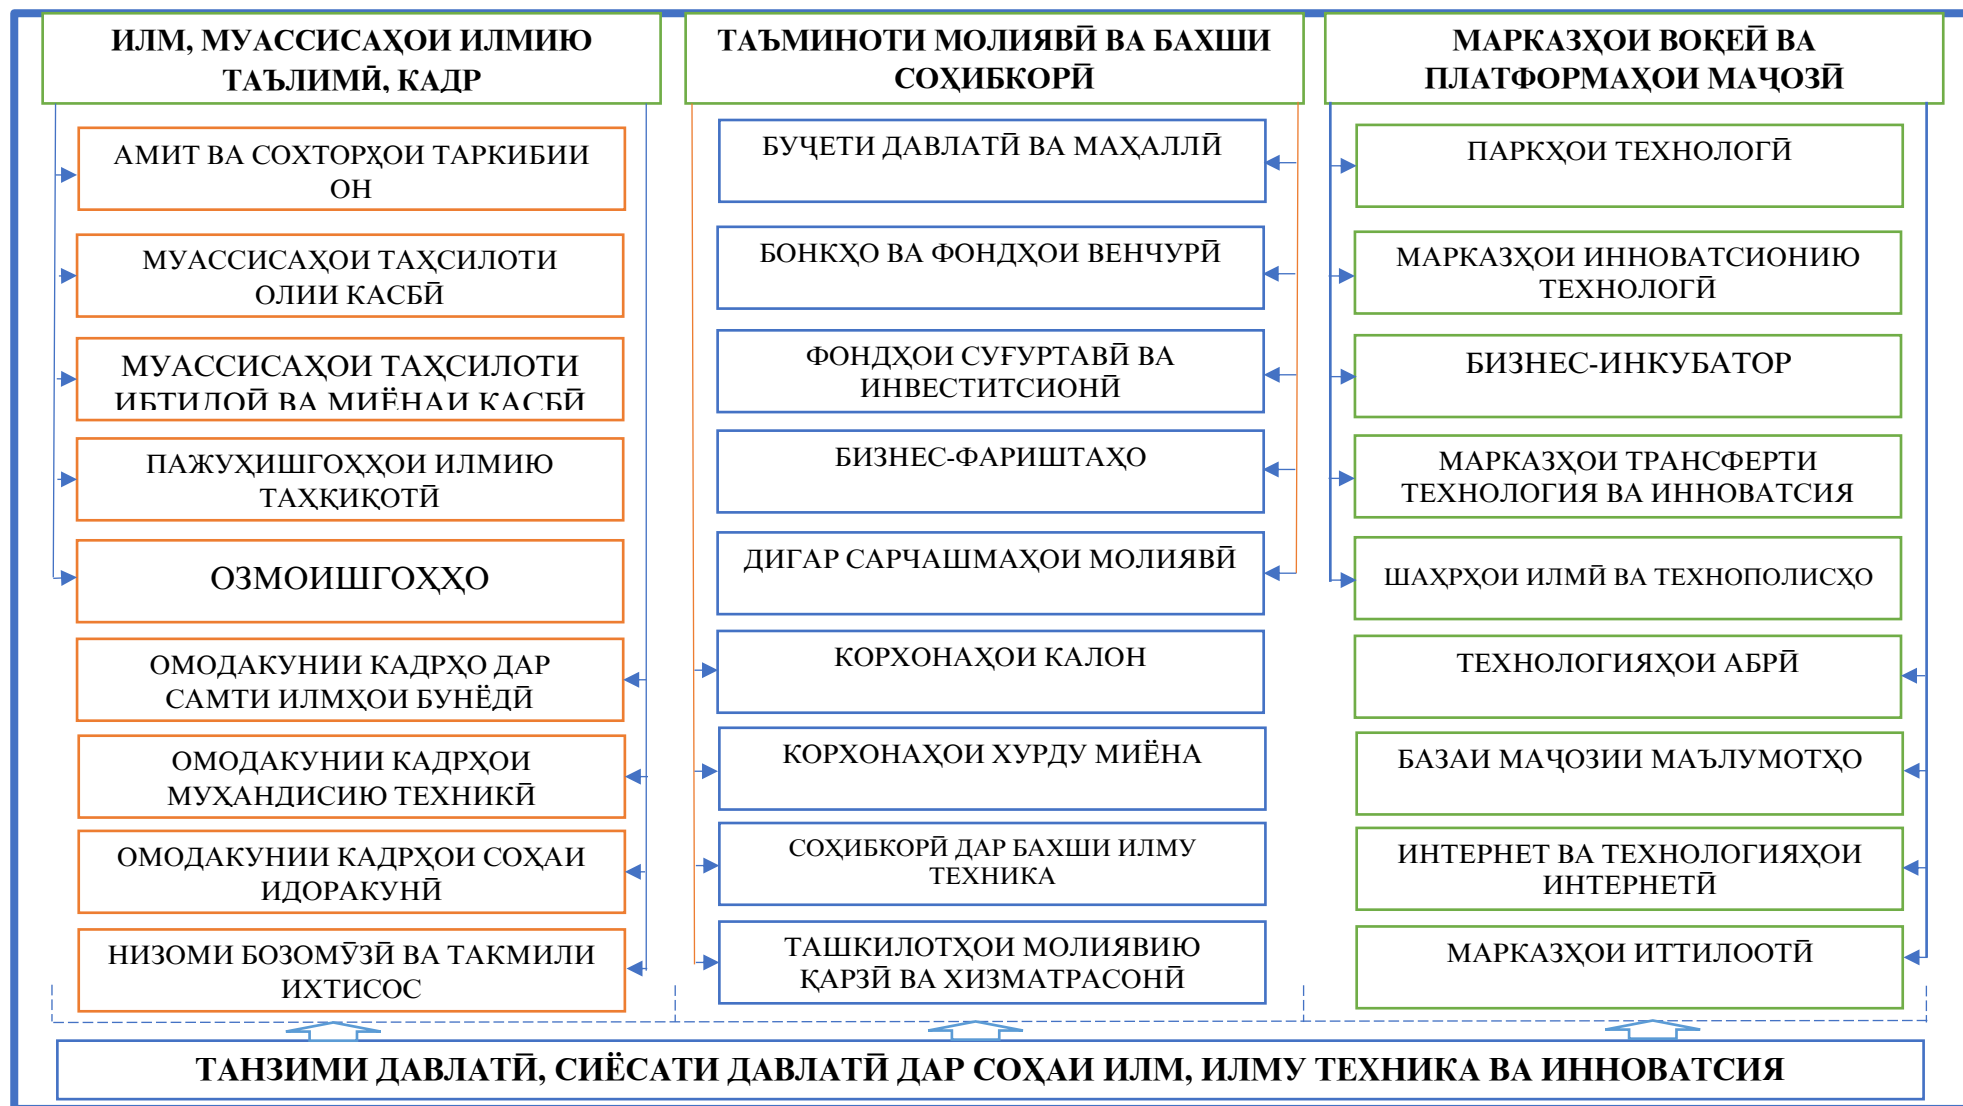 ИЛМ, МУАССИСАҲОИ ИЛМИЮ
ТАЪЛИМӢ, КАДР
АМИТ ВА СОХТОРҲОИ ТАРКИБИИ
ОН
МУАССИСАҲОИ ТАҲСИЛОТИ
ОЛИИ КАСБӢ
МУАССИСАҲОИ ТАҲСИЛОТИ
ИБТИДОӢ ВА МИЁНАИ КАСБӢ
ПАЖУҲИШГОҲҲОИ ИЛМИЮ
ТАҲҚИҚОТӢ
ОЗМОИШГОҲҲО
ОМОДАКУНИИ КАДРҲО ДАР
САМТИ ИЛМҲОИ БУНЁДӢ
ОМОДАКУНИИ КАДРҲОИ
МУҲАНДИСИЮ ТЕХНИКӢ
ОМОДАКУНИИ КАДРҲОИ СОҲАИ
ИДОРАКУНӢ
НИЗОМИ БОЗОМӮЗӢ ВА ТАКМИЛИ
ИХТИСОС
ТАЪМИНОТИ МОЛИЯВӢ ВА БАХШИ
СОҲИБКОРӢ
БУҶЕТИ ДАВЛАТӢ ВА МАҲАЛЛӢ
БОНКҲО ВА ФОНДҲОИ ВЕНЧУРӢ
ФОНДҲОИ СУҒУРТАВӢ ВА
ИНВЕСТИТСИОНӢ
БИЗНЕС-ФАРИШТАҲО
ДИГАР САРЧАШМАҲОИ МОЛИЯВӢ
КОРХОНАҲОИ КАЛОН
КОРХОНАҲОИ ХУРДУ МИЁНА
СОҲИБКОРӢ ДАР БАХШИ ИЛМУ
ТЕХНИКА
ТАШКИЛОТҲОИ МОЛИЯВИЮ
ҚАРЗӢ ВА ХИЗМАТРАСОНӢ
МАРКАЗҲОИ ВОҚЕӢ ВА
ПЛАТФОРМАҲОИ МАҶОЗӢ
ПАРКҲОИ ТЕХНОЛОГӢ
МАРКАЗҲОИ ИННОВАТСИОНИЮ
ТЕХНОЛОГӢ
БИЗНЕС-ИНКУБАТОР
МАРКАЗҲОИ ТРАНСФЕРТИ
ТЕХНОЛОГИЯ ВА ИННОВАТСИЯ
ШАҲРҲОИ ИЛМӢ ВА ТЕХНОПОЛИСҲО
ТЕХНОЛОГИЯҲОИ АБРӢ
БАЗАИ МАҶОЗИИ МАЪЛУМОТҲО
ИНТЕРНЕТ ВА ТЕХНОЛОГИЯҲОИ
ИНТЕРНЕТӢ
МАРКАЗҲОИ ИТТИЛООТӢ
ТАНЗИМИ ДАВЛАТӢ, СИЁСАТИ ДАВЛАТӢ ДАР СОҲАИ ИЛМ, ИЛМУ ТЕХНИКА ВА ИННОВАТСИЯ